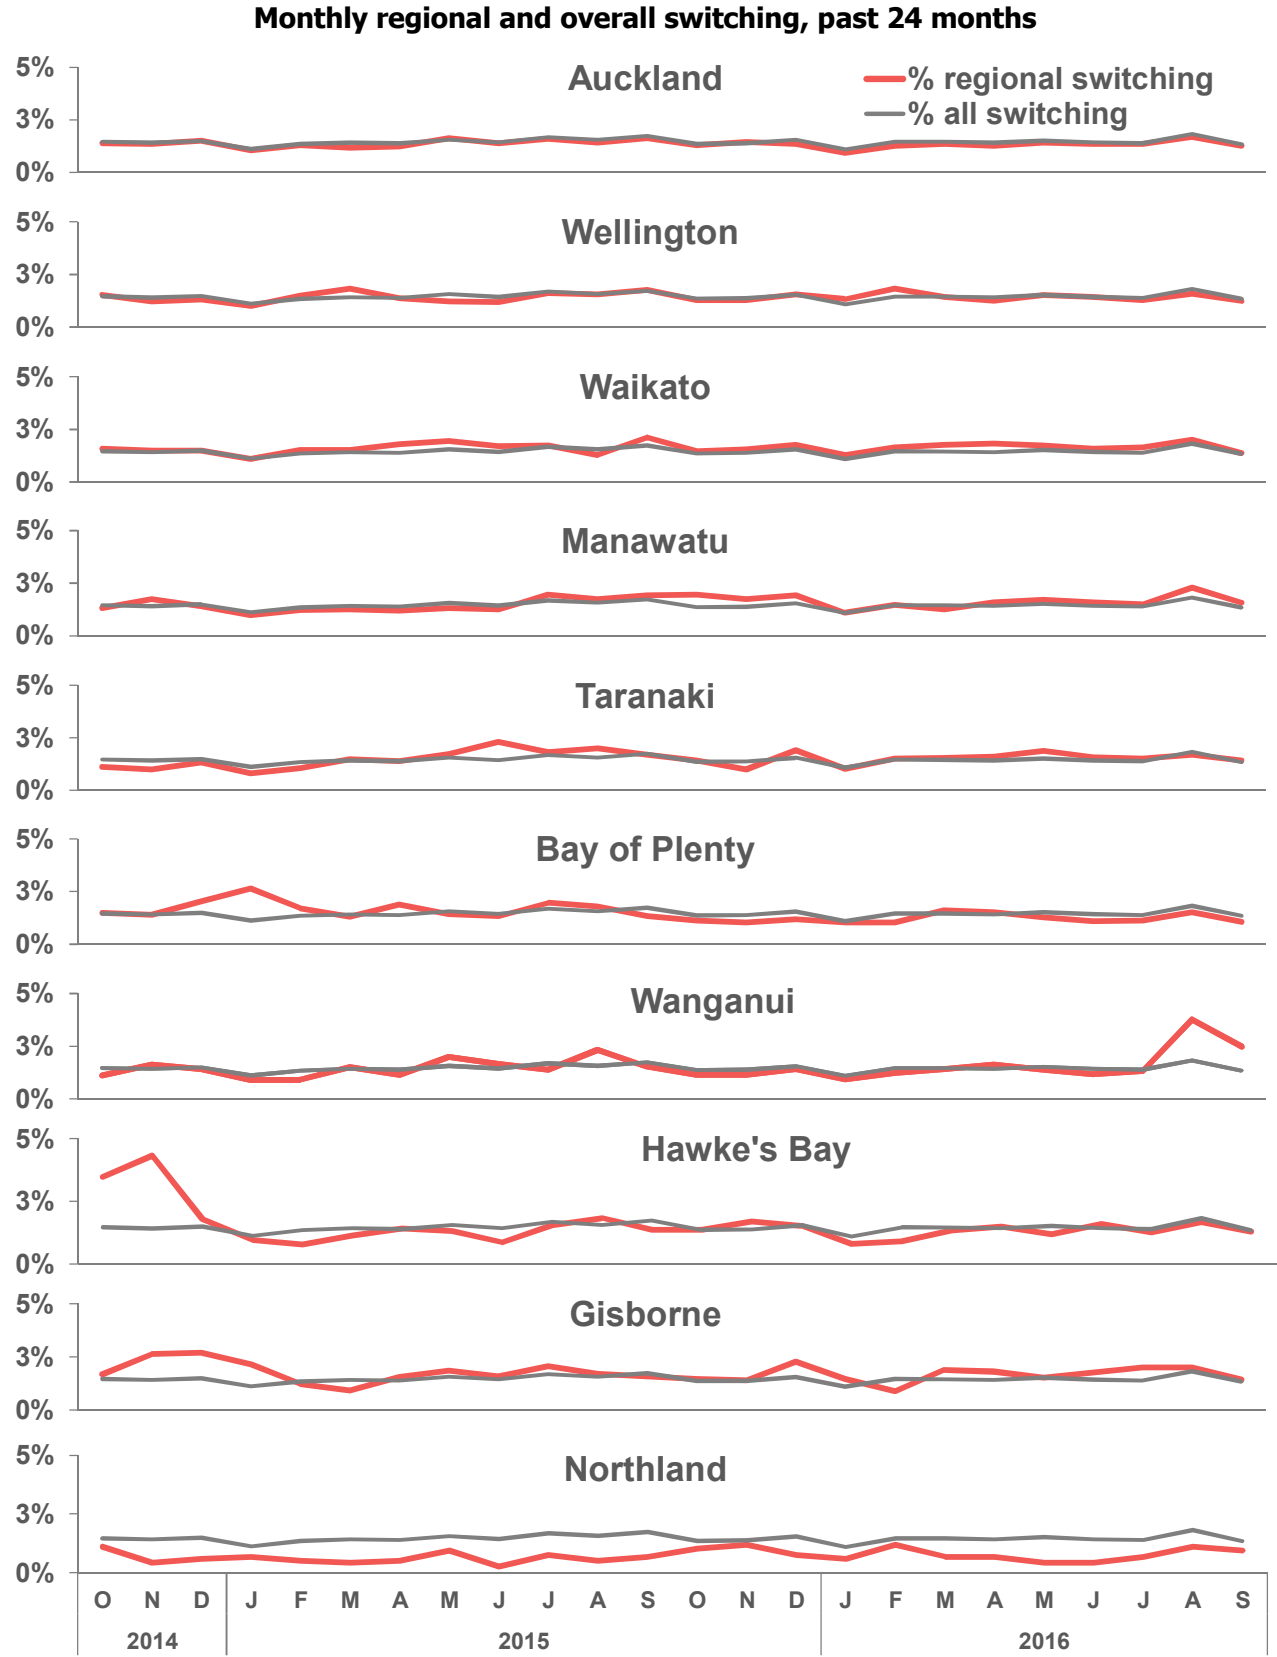 Monthly regional and overall switching, past 24 months
5%
3%
0%
Auckland
% regional switching
% all switching
5%
3%
0%
Wellington
5%
3%
0%
Waikato
5%
3%
0%
Manawatu
5%
3%
0%
Taranaki
5%
3%
0%
Bay of Plenty
5%
3%
0%
Wanganui
5%
3%
0%
Hawke's Bay
5%
3%
0%
Gisborne
5%
3%
0%
Northland
O N D J F M A M J J A S O N D J F M A M J J A S
2014 2015 2016